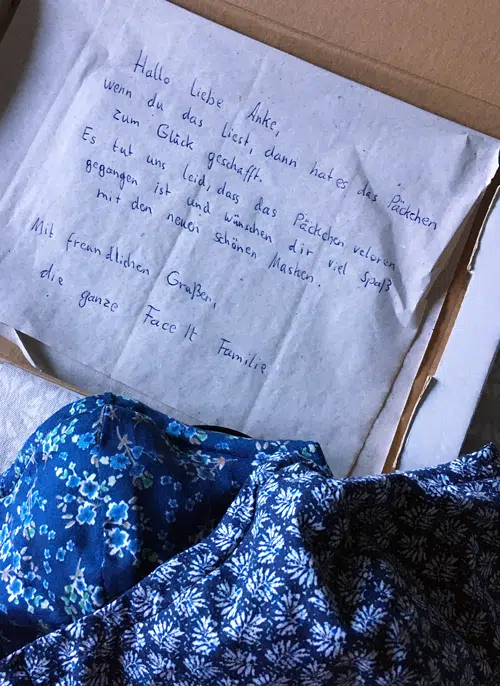 Hallo Liebe Anke,
wenn du das Liest, dann hat es das Päckchen
zum Glück geschafft.
Es tut uns leid, dass das Päckchen veloren
gegangen ist und wünschen dir viel Spaß
mit den neuen schönen Masken.
Mit freundlichen Graßen,
die ganze Face It Familie